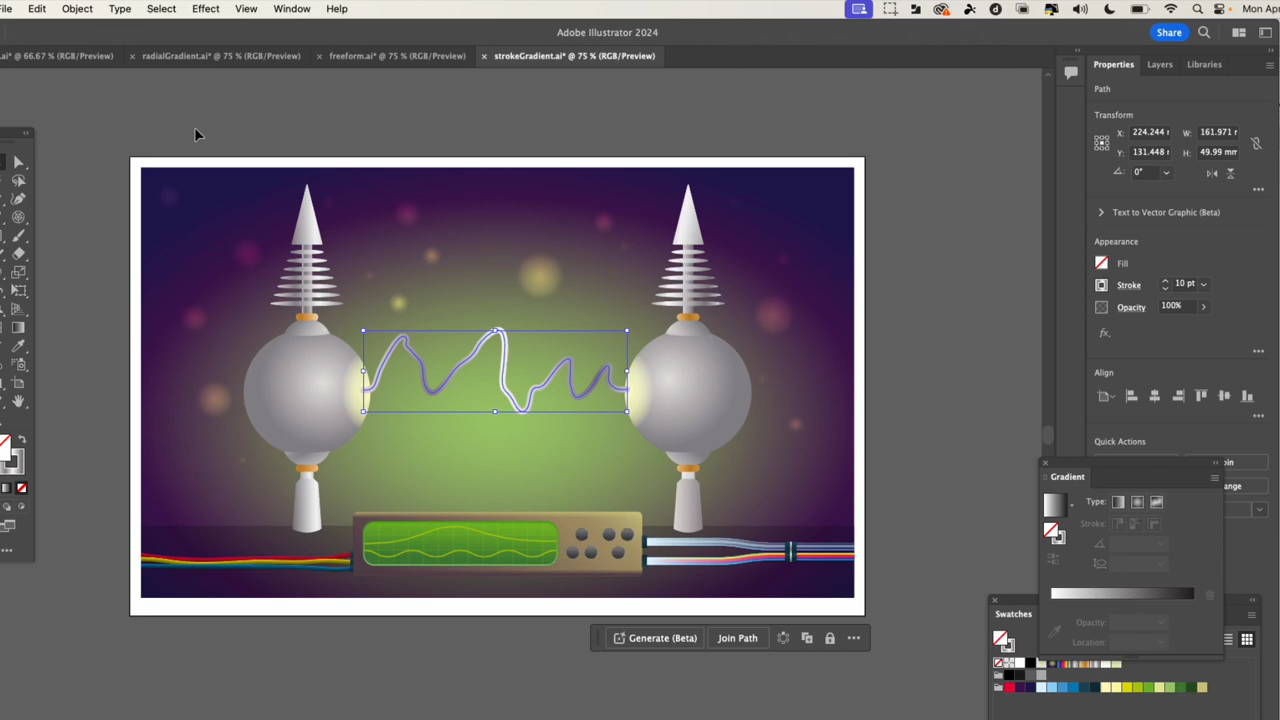 File Edit Object Type Select Effect View Window Help Mon Apr
Adobe Illustrator 2024
Share
.ai* @ 66.67 % (RGB/Preview) × radialGradient.ai* @ 75 % (RGB/Preview) × freeform.ai* @ 75 % (RGB/Preview) × strokeGradient.ai* @ 75 % (RGB/Preview)
Properties Layers Libraries
Path
Transform
X: 224.244 W: 161.971
Y: 131.448 H: 49.99 mm
0°
Text to Vector Graphic (Beta)
Appearance
Fill
Stroke 10 pt
Opacity 100%
fx.
Align
Quick Actions
Gradient
Type:
Stroke:
Opacity:
Location:
Swatches
Generate (Beta) Join Path